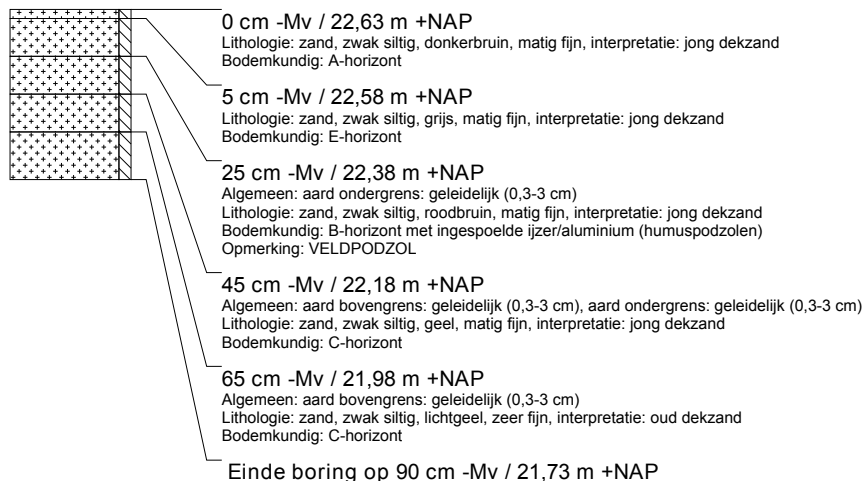 0 cm -Mv / 22,63 m +NAP
Lithologie: zand, zwak siltig, donkerbruin, matig fijn, interpretatie: jong dekzand
Bodemkundig: A-horizont
5 cm -Mv / 22,58 m +NAP
Lithologie: zand, zwak siltig, grijs, matig fijn, interpretatie: jong dekzand
Bodemkundig: E-horizont
25 cm -Mv / 22,38 m +NAP
Algemeen: aard ondergrens: geleidelijk (0,3-3 cm)
Lithologie: zand, zwak siltig, roodbruin, matig fijn, interpretatie: jong dekzand
Bodemkundig: B-horizont met ingespoelde ijzer/aluminium (humuspodzolen)
Opmerking: VELDPODZOL
45 cm -Mv / 22,18 m +NAP
Algemeen: aard bovengrens: geleidelijk (0,3-3 cm), aard ondergrens: geleidelijk (0,3-3 cm)
Lithologie: zand, zwak siltig, geel, matig fijn, interpretatie: jong dekzand
Bodemkundig: C-horizont
65 cm -Mv / 21,98 m +NAP
Algemeen: aard bovengrens: geleidelijk (0,3-3 cm)
Lithologie: zand, zwak siltig, lichtgeel, zeer fijn, interpretatie: oud dekzand
Bodemkundig: C-horizont
Einde boring op 90 cm -Mv / 21,73 m +NAP